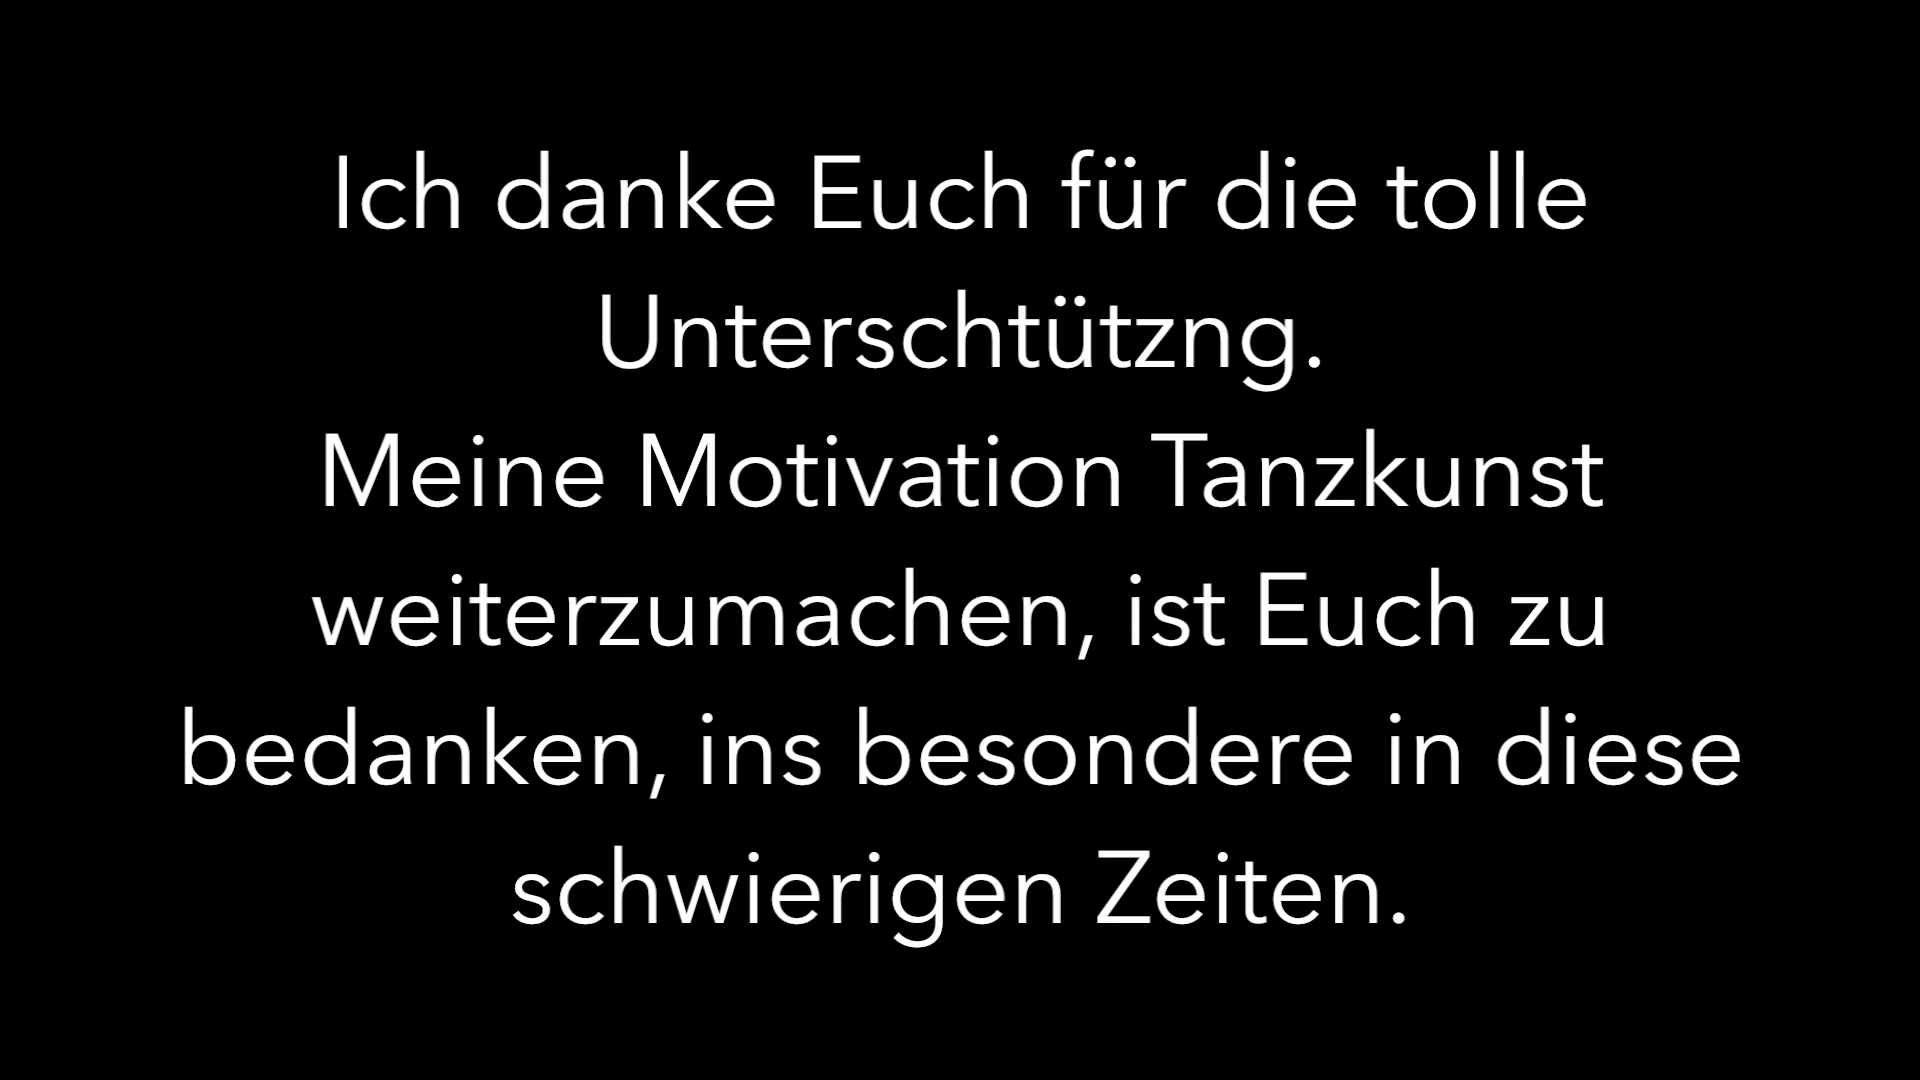 Ich danke Euch für die tolle
Unterschtützng.
Meine Motivation Tanzkunst
weiterzumachen, ist Euch zu
bedanken, ins besondere in diese
schwierigen Zeiten.